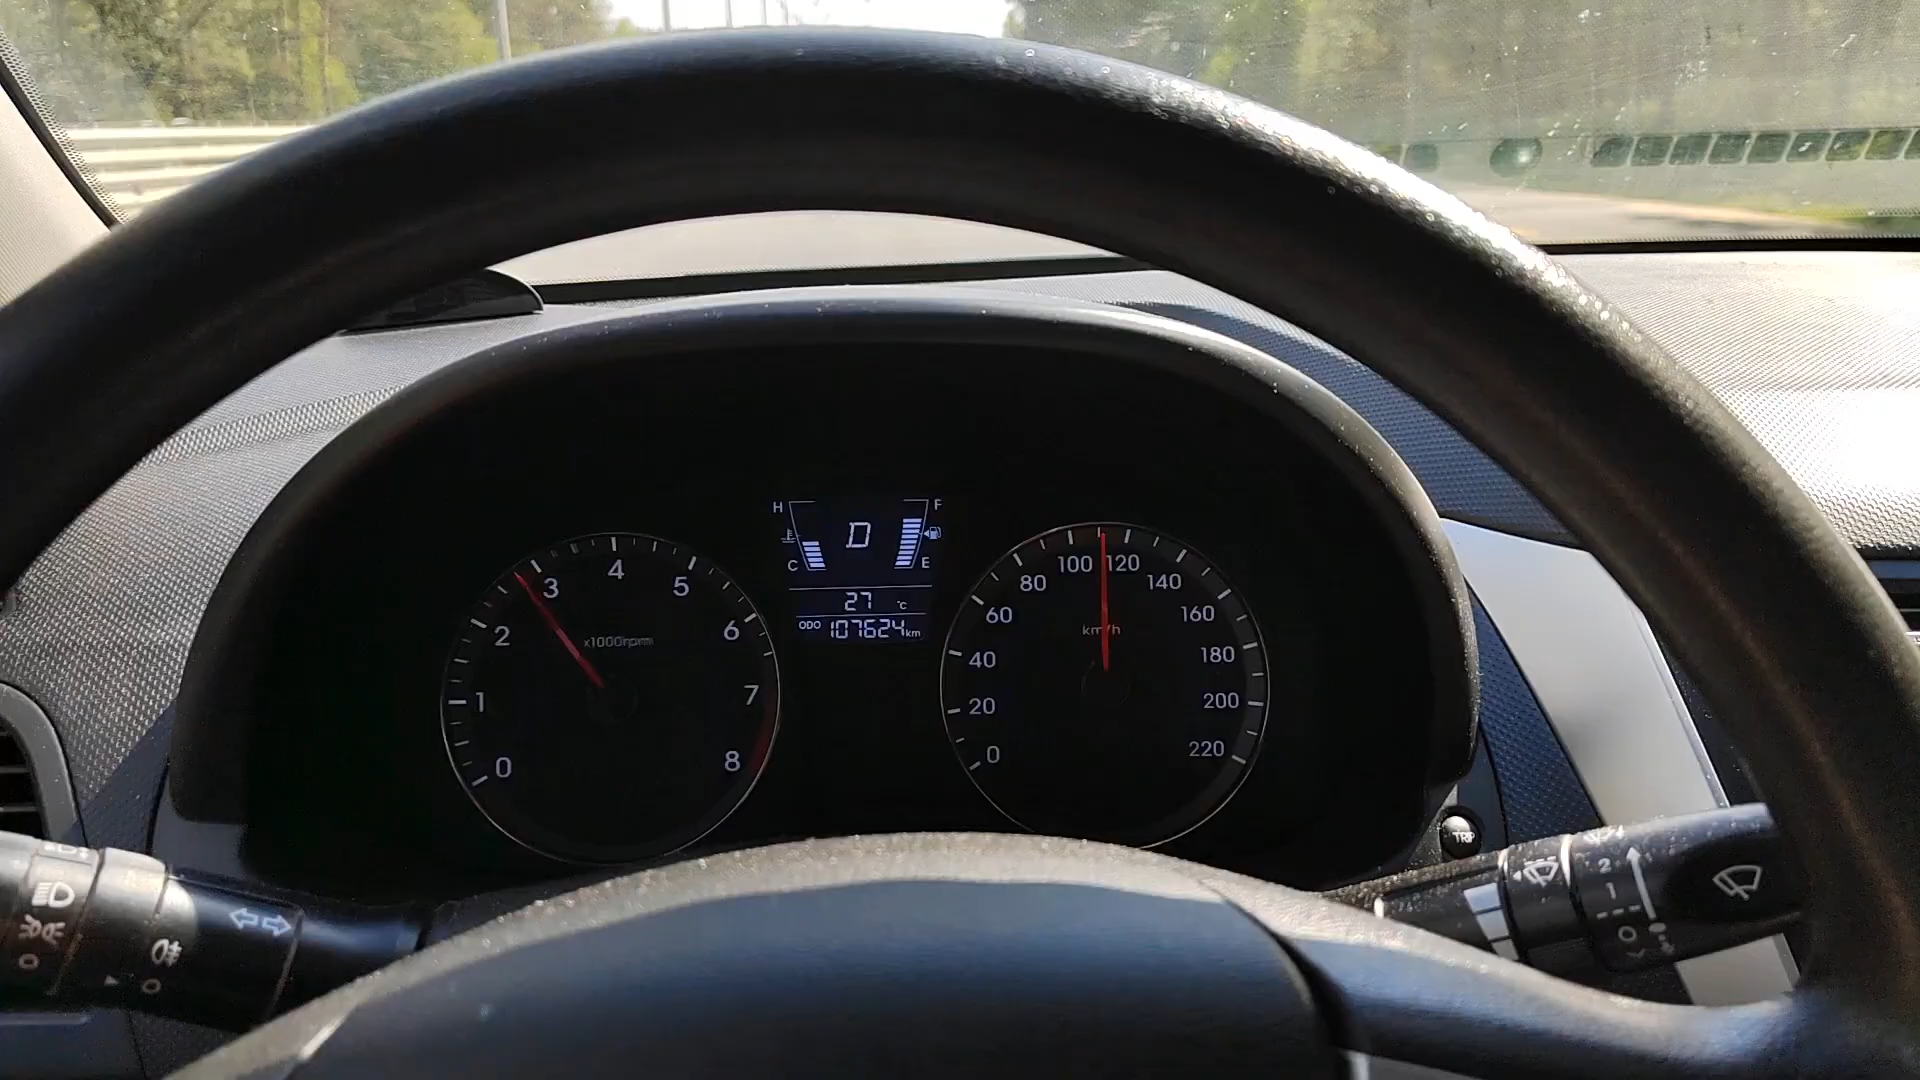 H F
D
C E
27 °C
ODO 107624 km
0 1 2 3 4 5 6 7 8
x1000rpm
0 20 40 60 80 100 120 140 160 180 200 220
km/h
TRIP
2
1
O
O
O